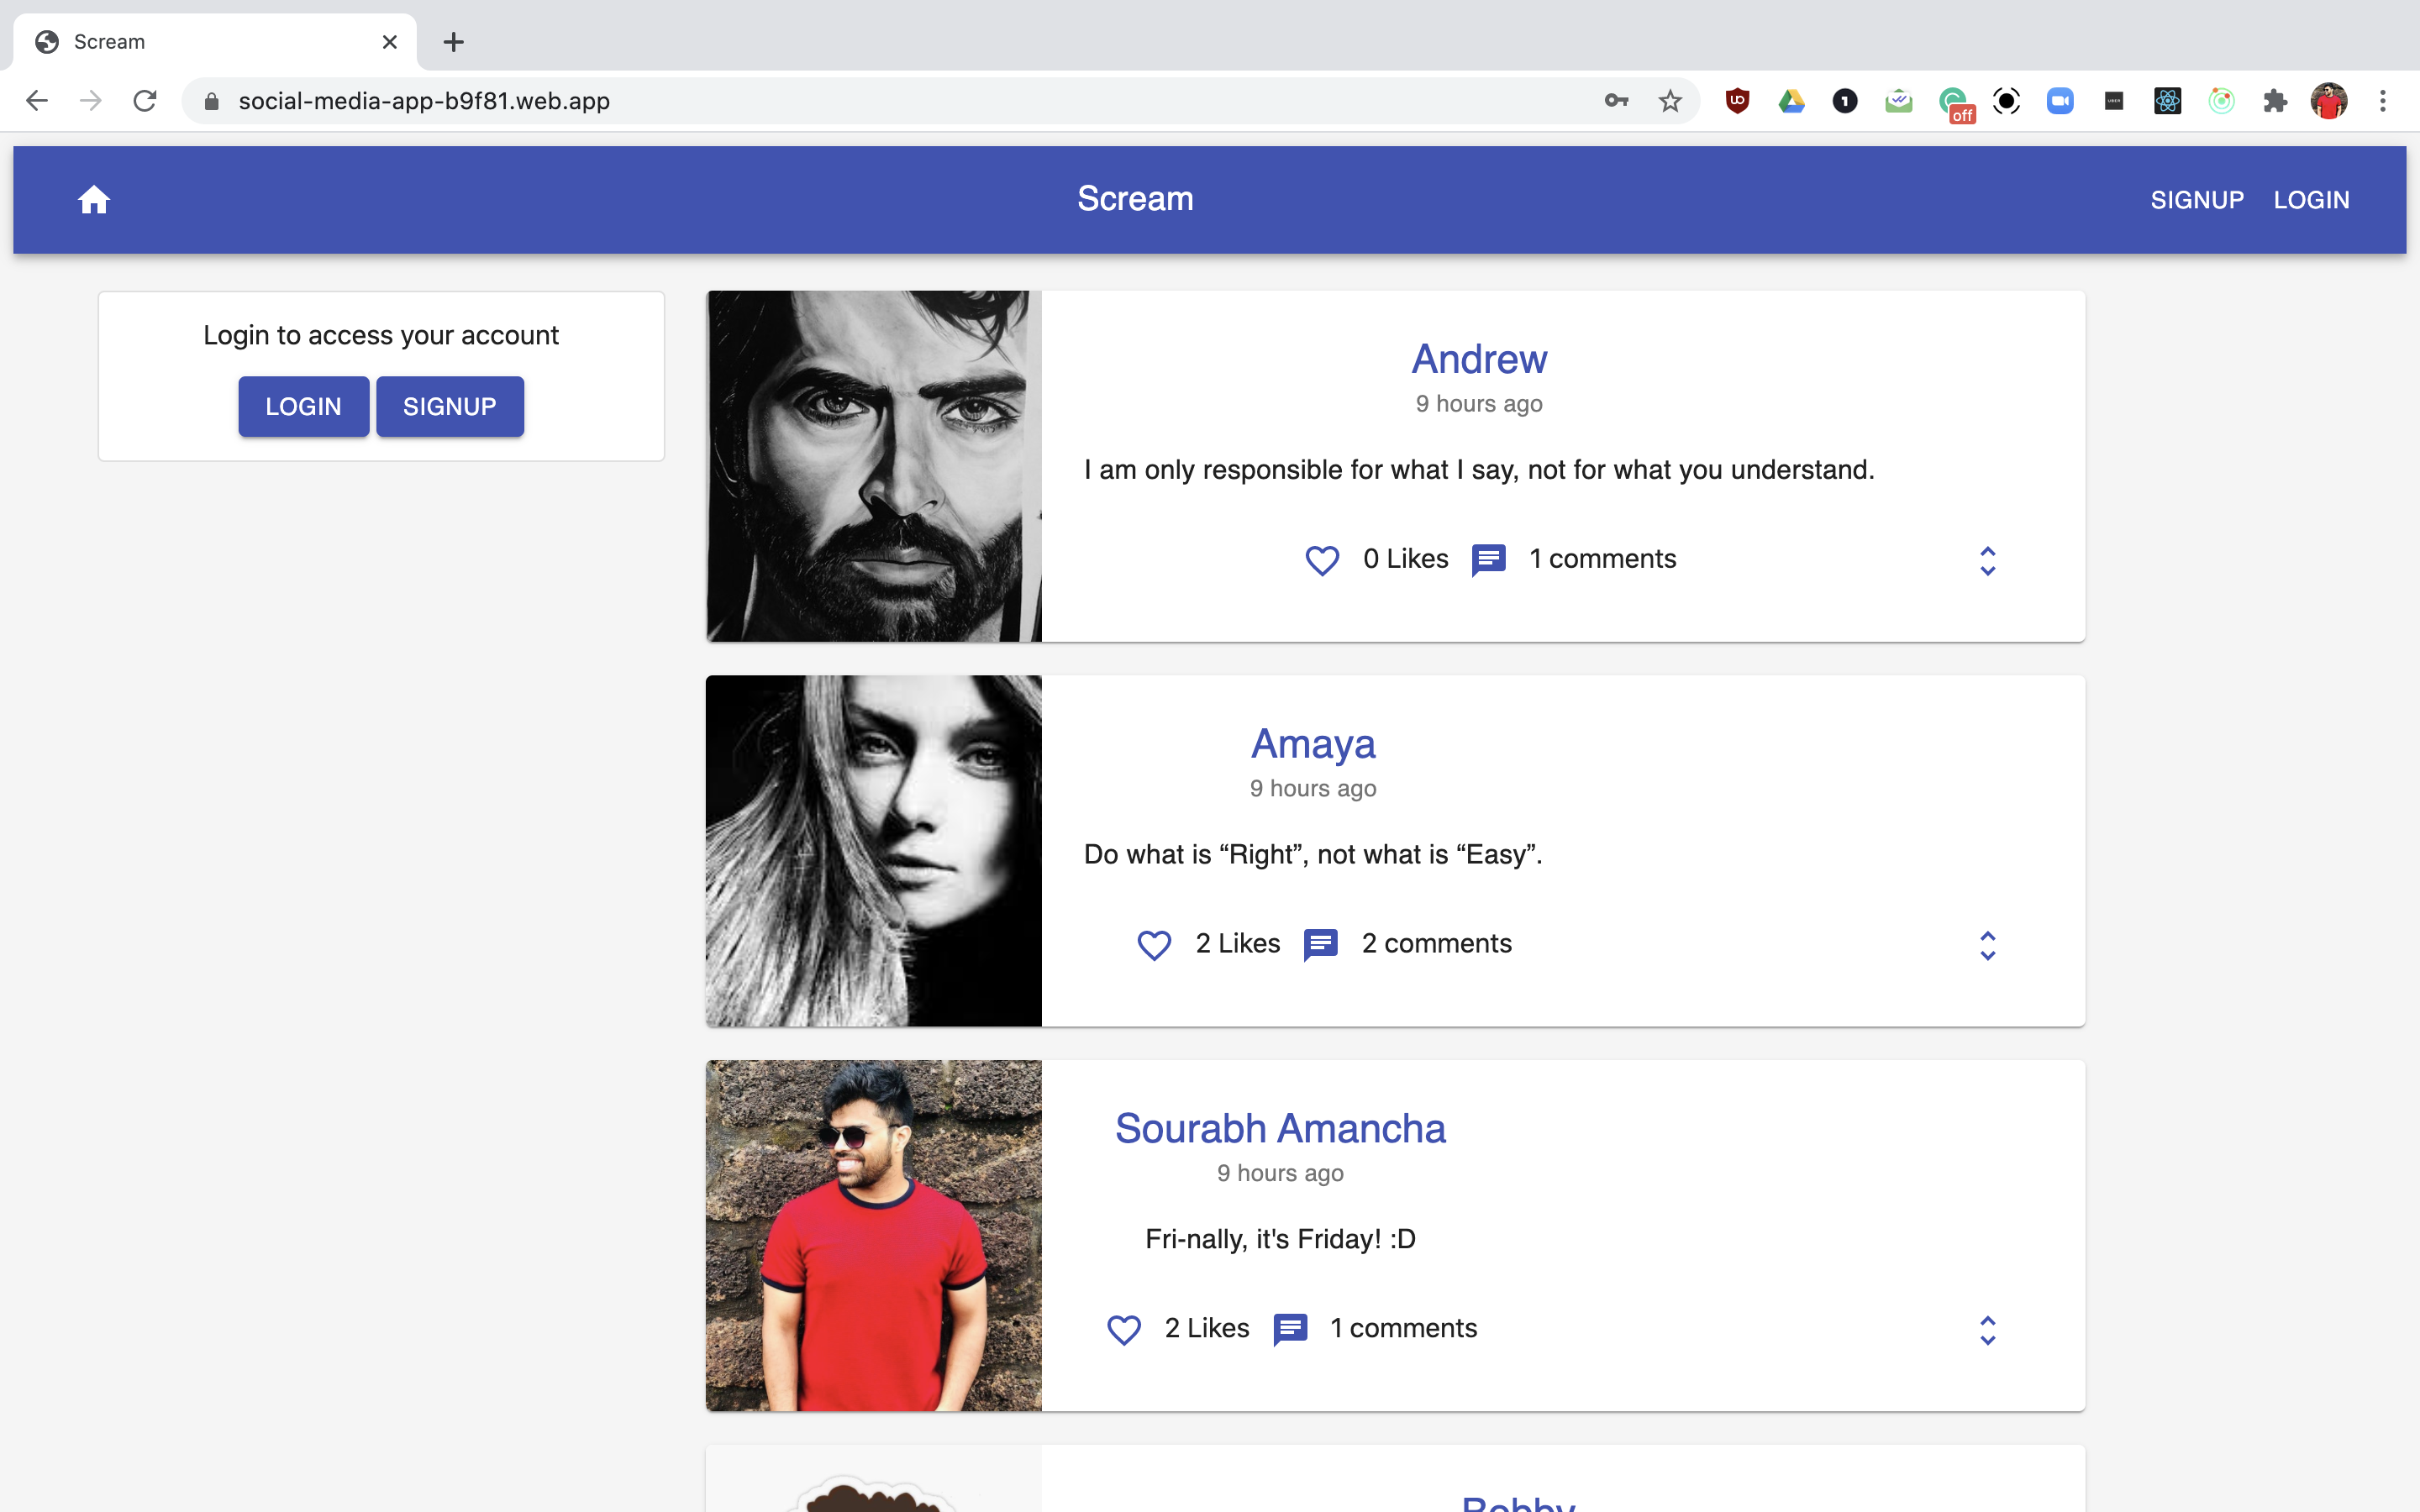 Scream
social-media-app-b9f81.web.app
off
Scream
SIGNUP LOGIN
Login to access your account
LOGIN SIGNUP
Andrew
9 hours ago
I am only responsible for what I say, not for what you understand.
0 Likes 1 comments
Amaya
9 hours ago
Do what is “Right”, not what is “Easy”.
2 Likes 2 comments
Sourabh Amancha
9 hours ago
Fri-nally, it's Friday! :D
2 Likes 1 comments
Bobby